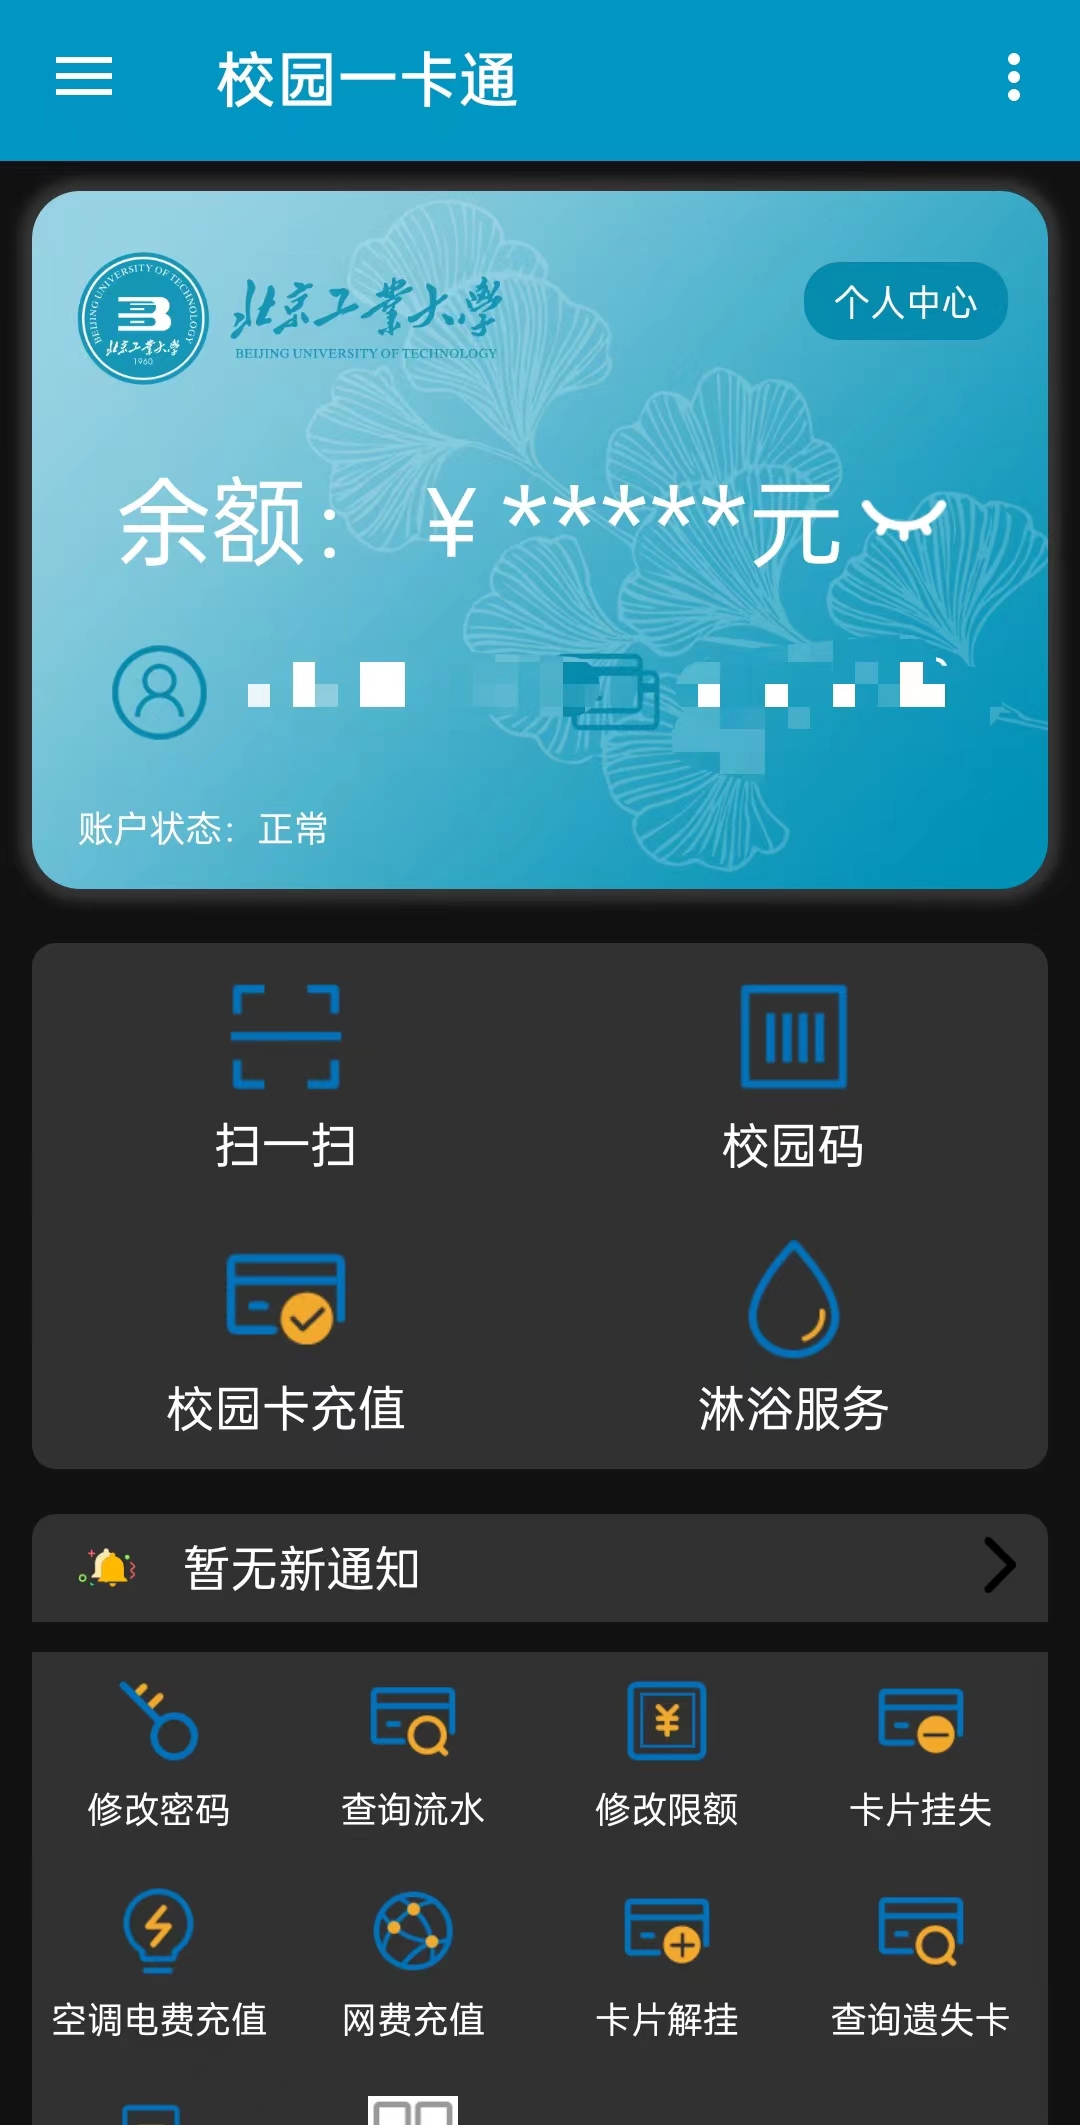 校园一卡通
BEIJING UNIVERSITY OF TECHNOLOGY
北京工业大学
1960
北京工業大學
BEIJING UNIVERSITY OF TECHNOLOGY
个人中心
余额： ¥*****元
账户状态：正常
扫一扫 校园码
校园卡充值 淋浴服务
暂无新通知
修改密码 查询流水 修改限额 卡片挂失
空调电费充值 网费充值 卡片解挂 查询遗失卡